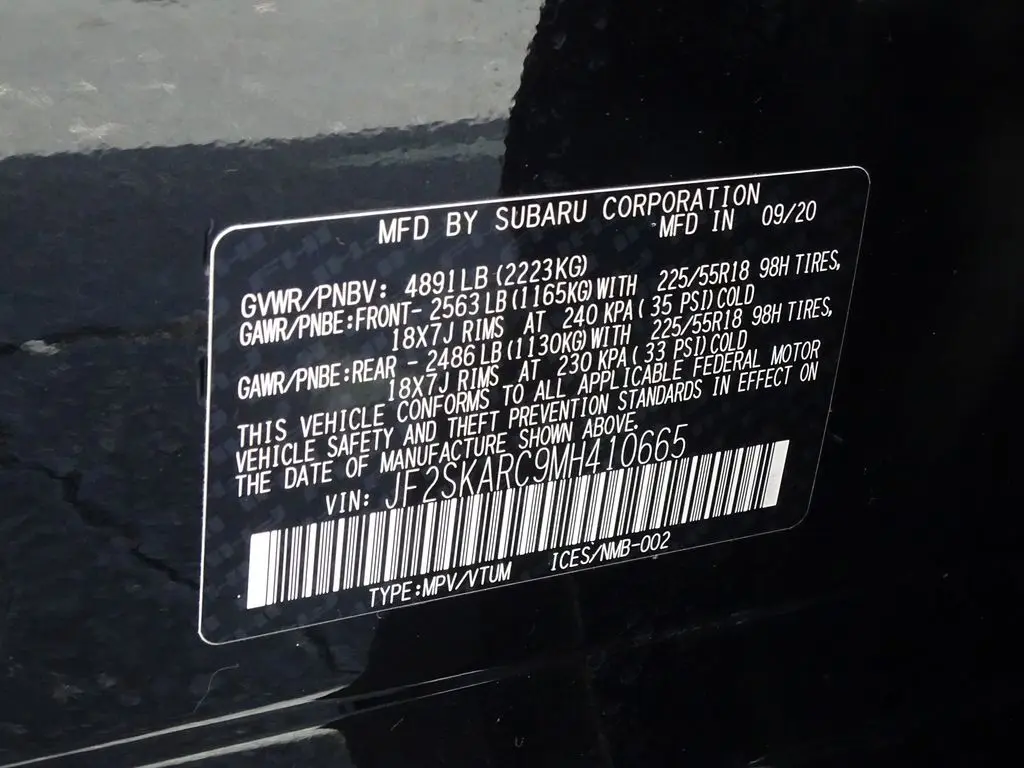 MFD BY SUBARU CORPORATION
MFD IN 09/20
GVWR/PNBV: 4891LB (2223KG)
GAWR/PNBE:FRONT- 2563LB (1165KG)WITH 225/55R18 98H TIRES,
18X7J RIMS AT 240 KPA( 35 PSI)COLD
GAWR/PNBE:REAR - 2486LB (1130KG)WITH 225/55R18 98H TIRES,
18X7J RIMS AT 230 KPA( 33 PSI)COLD
THIS VEHICLE CONFORMS TO ALL APPLICABLE FEDERAL MOTOR
VEHICLE SAFETY AND THEFT PREVENTION STANDARDS IN EFFECT ON
THE DATE OF MANUFACTURE SHOWN ABOVE.
VIN: JF2SKARC9MH410665
TYPE:MPV/VTUM ICES/NMB-002